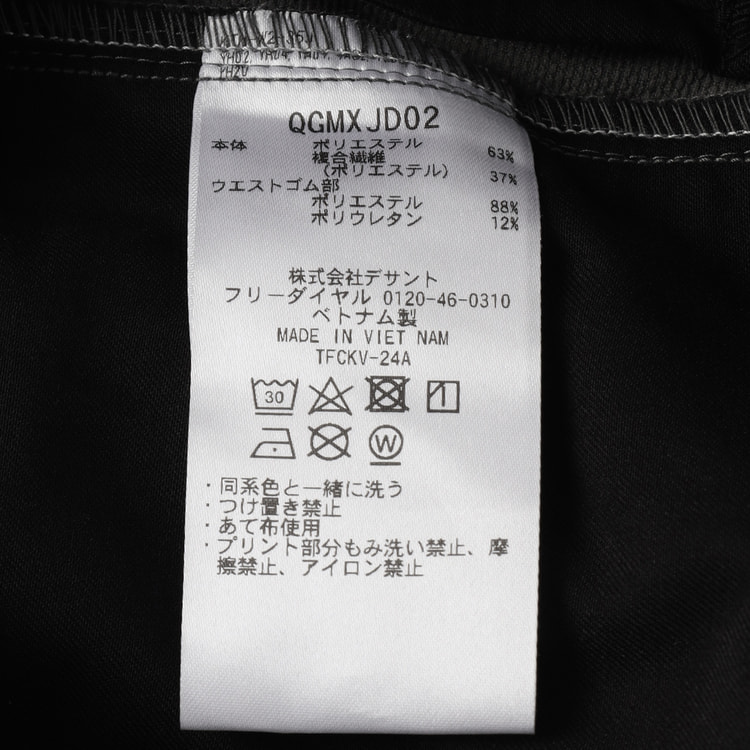 QGMXJD02
本体 ポリエステル 63%
複合繊維
(ポリエステル) 37%
ウエストゴム部
ポリエステル 88%
ポリウレタン 12%
株式会社デサント
フリーダイヤル 0120-46-0310
ベトナム製
MADE IN VIET NAM
TFCKV-24A
30
W
・同系色と一緒に洗う
・つけ置き禁止
・あて布使用
・プリント部分もみ洗い禁止、摩
擦禁止、アイロン禁止